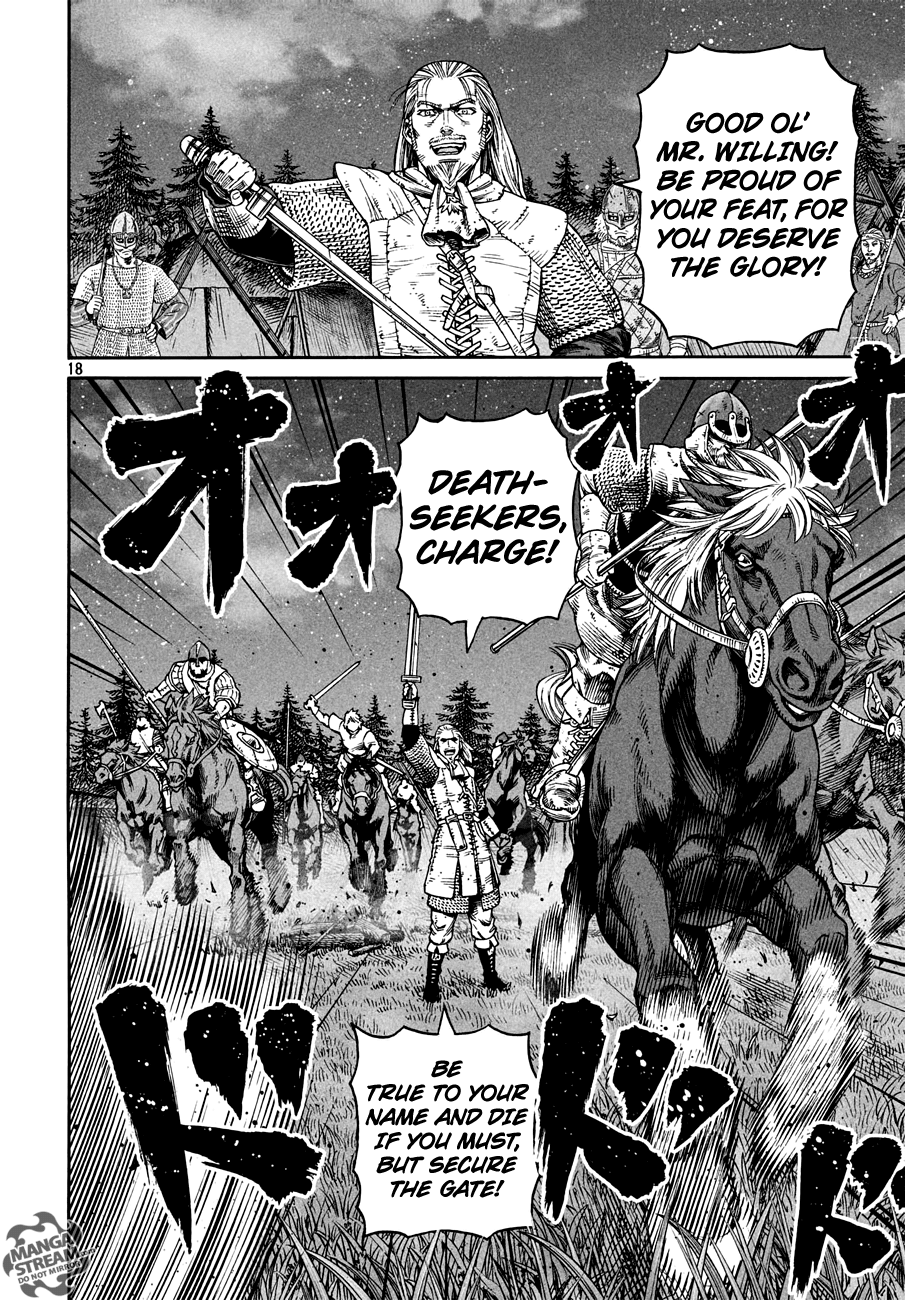 GOOD OL'
MR. WILLING!
BE PROUD OF
YOUR FEAT, FOR
YOU DESERVE
THE GLORY!
18
オオオオ
DEATH-
SEEKERS,
CHARGE!
BE
TRUE TO YOUR
NAME AND DIE
IF YOU MUST,
BUT SECURE
THE GATE!
ドドドド
MANGA
STREAM.COM
DO NOT MIRROR